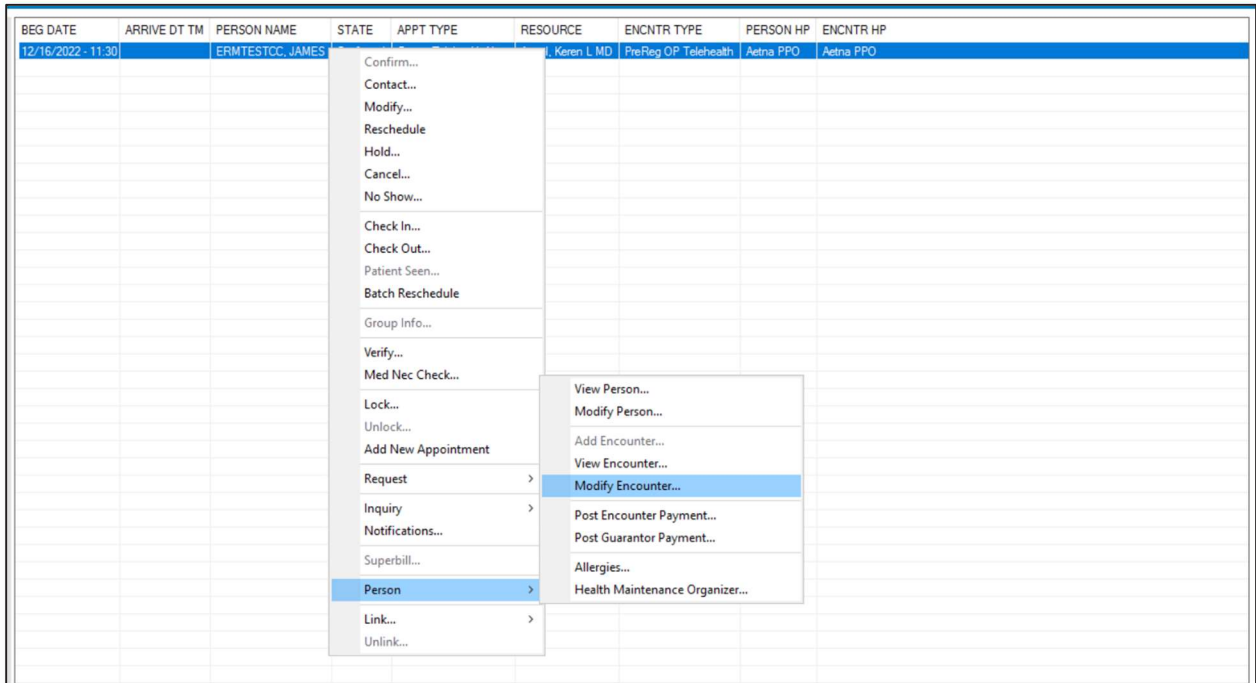 BEG DATE ARRIVE DT TM PERSON NAME STATE APPT TYPE RESOURCE ENCNTR TYPE PERSON HP ENCNTR HP
12/16/2022 - 11:30 ERMTESTCC, JAMES Keren L MD PreReg OP Telehealth Aetna PPO Aetna PPO
Confirm...
Contact...
Modify...
Reschedule
Hold...
Cancel...
No Show...
Check In...
Check Out...
Patient Seen...
Batch Reschedule
Group Info...
Verify...
Med Nec Check...
Lock...
Unlock...
Add New Appointment
Request >
Inquiry >
Notifications...
Superbill...
Person >
Link... >
Unlink...
View Person...
Modify Person...
Add Encounter...
View Encounter...
Modify Encounter...
Post Encounter Payment...
Post Guarantor Payment...
Allergies...
Health Maintenance Organizer...